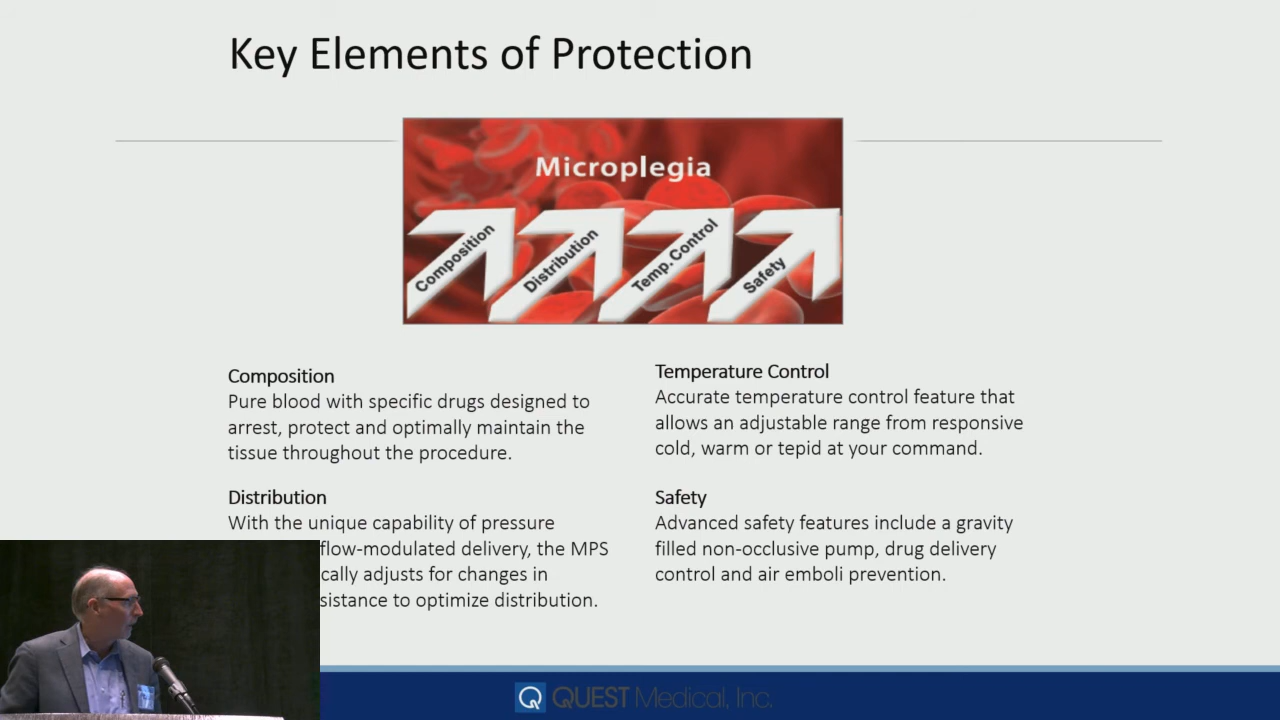 Key Elements of Protection
Microplegia
Composition
Distribution
Temp. Control
Safety
Composition
Pure blood with specific drugs designed to
arrest, protect and optimally maintain the
tissue throughout the procedure.
Distribution
With the unique capability of pressure
flow-modulated delivery, the MPS
adjusts for changes in
to optimize distribution.
Temperature Control
Accurate temperature control feature that
allows an adjustable range from responsive
cold, warm or tepid at your command.
Safety
Advanced safety features include a gravity
filled non-occlusive pump, drug delivery
control and air emboli prevention.
QUEST Medical, Inc.